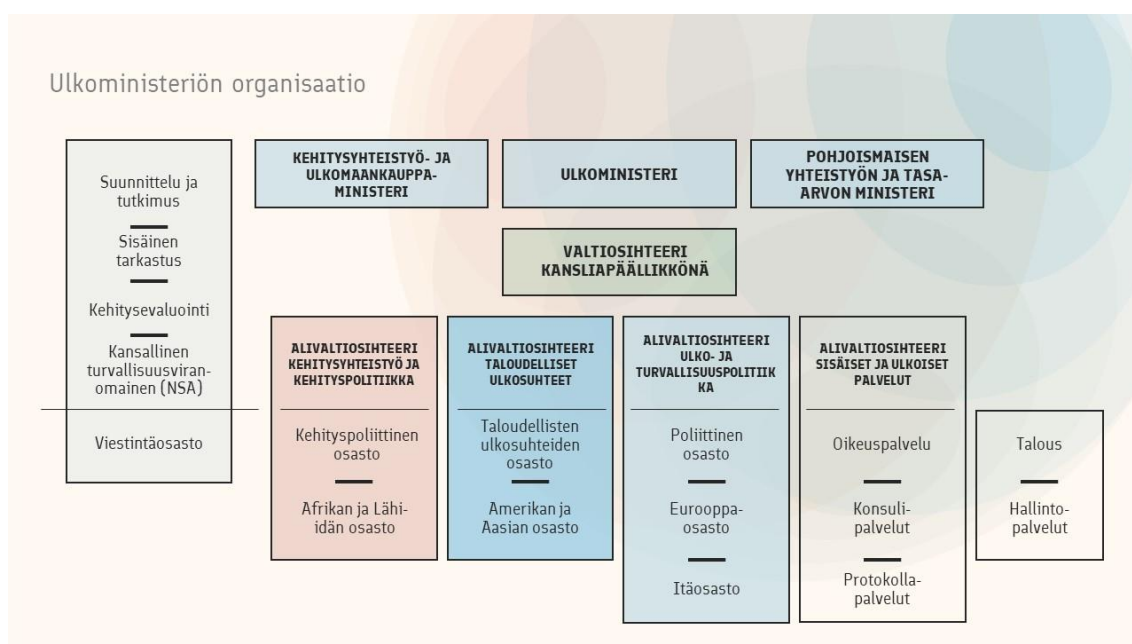 Ulkoministeriön organisaatio
Suunnittelu ja
tutkimus
Sisäinen
tarkastus
Kehitysevaluointi
Kansallinen
turvallisuusviran-
omainen (NSA)
Viestintäosasto
KEHITYSYHTEISTYÖ- JA
ULKOMAANKAUPPA-
MINISTERI
ULKOMINISTERI
POHJOISMAISEN
YHTEISTYÖN JA TASA-
ARVON MINISTERI
VALTIOSIHTEERI
KANSLIAPÄÄLLIKKÖNÄ
ALIVALTIOSIHTEERI
KEHITYSYHTEISTYÖ JA
KEHITYSPOLITIIKKA
Kehityspoliittinen
osasto
Afrikan ja Lähi-
idän osasto
ALIVALTIOSIHTEERI
TALOUDELLISET
ULKOSUHTEET
Taloudellisten
ulkosuhteiden
osasto
Amerikan ja
Aasian osasto
ALIVALTIOSIHTEERI
ULKO- JA
TURVALLISUUSPOLITIIK
KA
Poliittinen
osasto
Eurooppa-
osasto
Itäosasto
ALIVALTIOSIHTEERI
SISÄISET JA ULKOISET
PALVELUT
Oikeuspalvelu
Konsuli-
palvelut
Protokolla-
palvelut
Talous
Hallinto-
palvelut